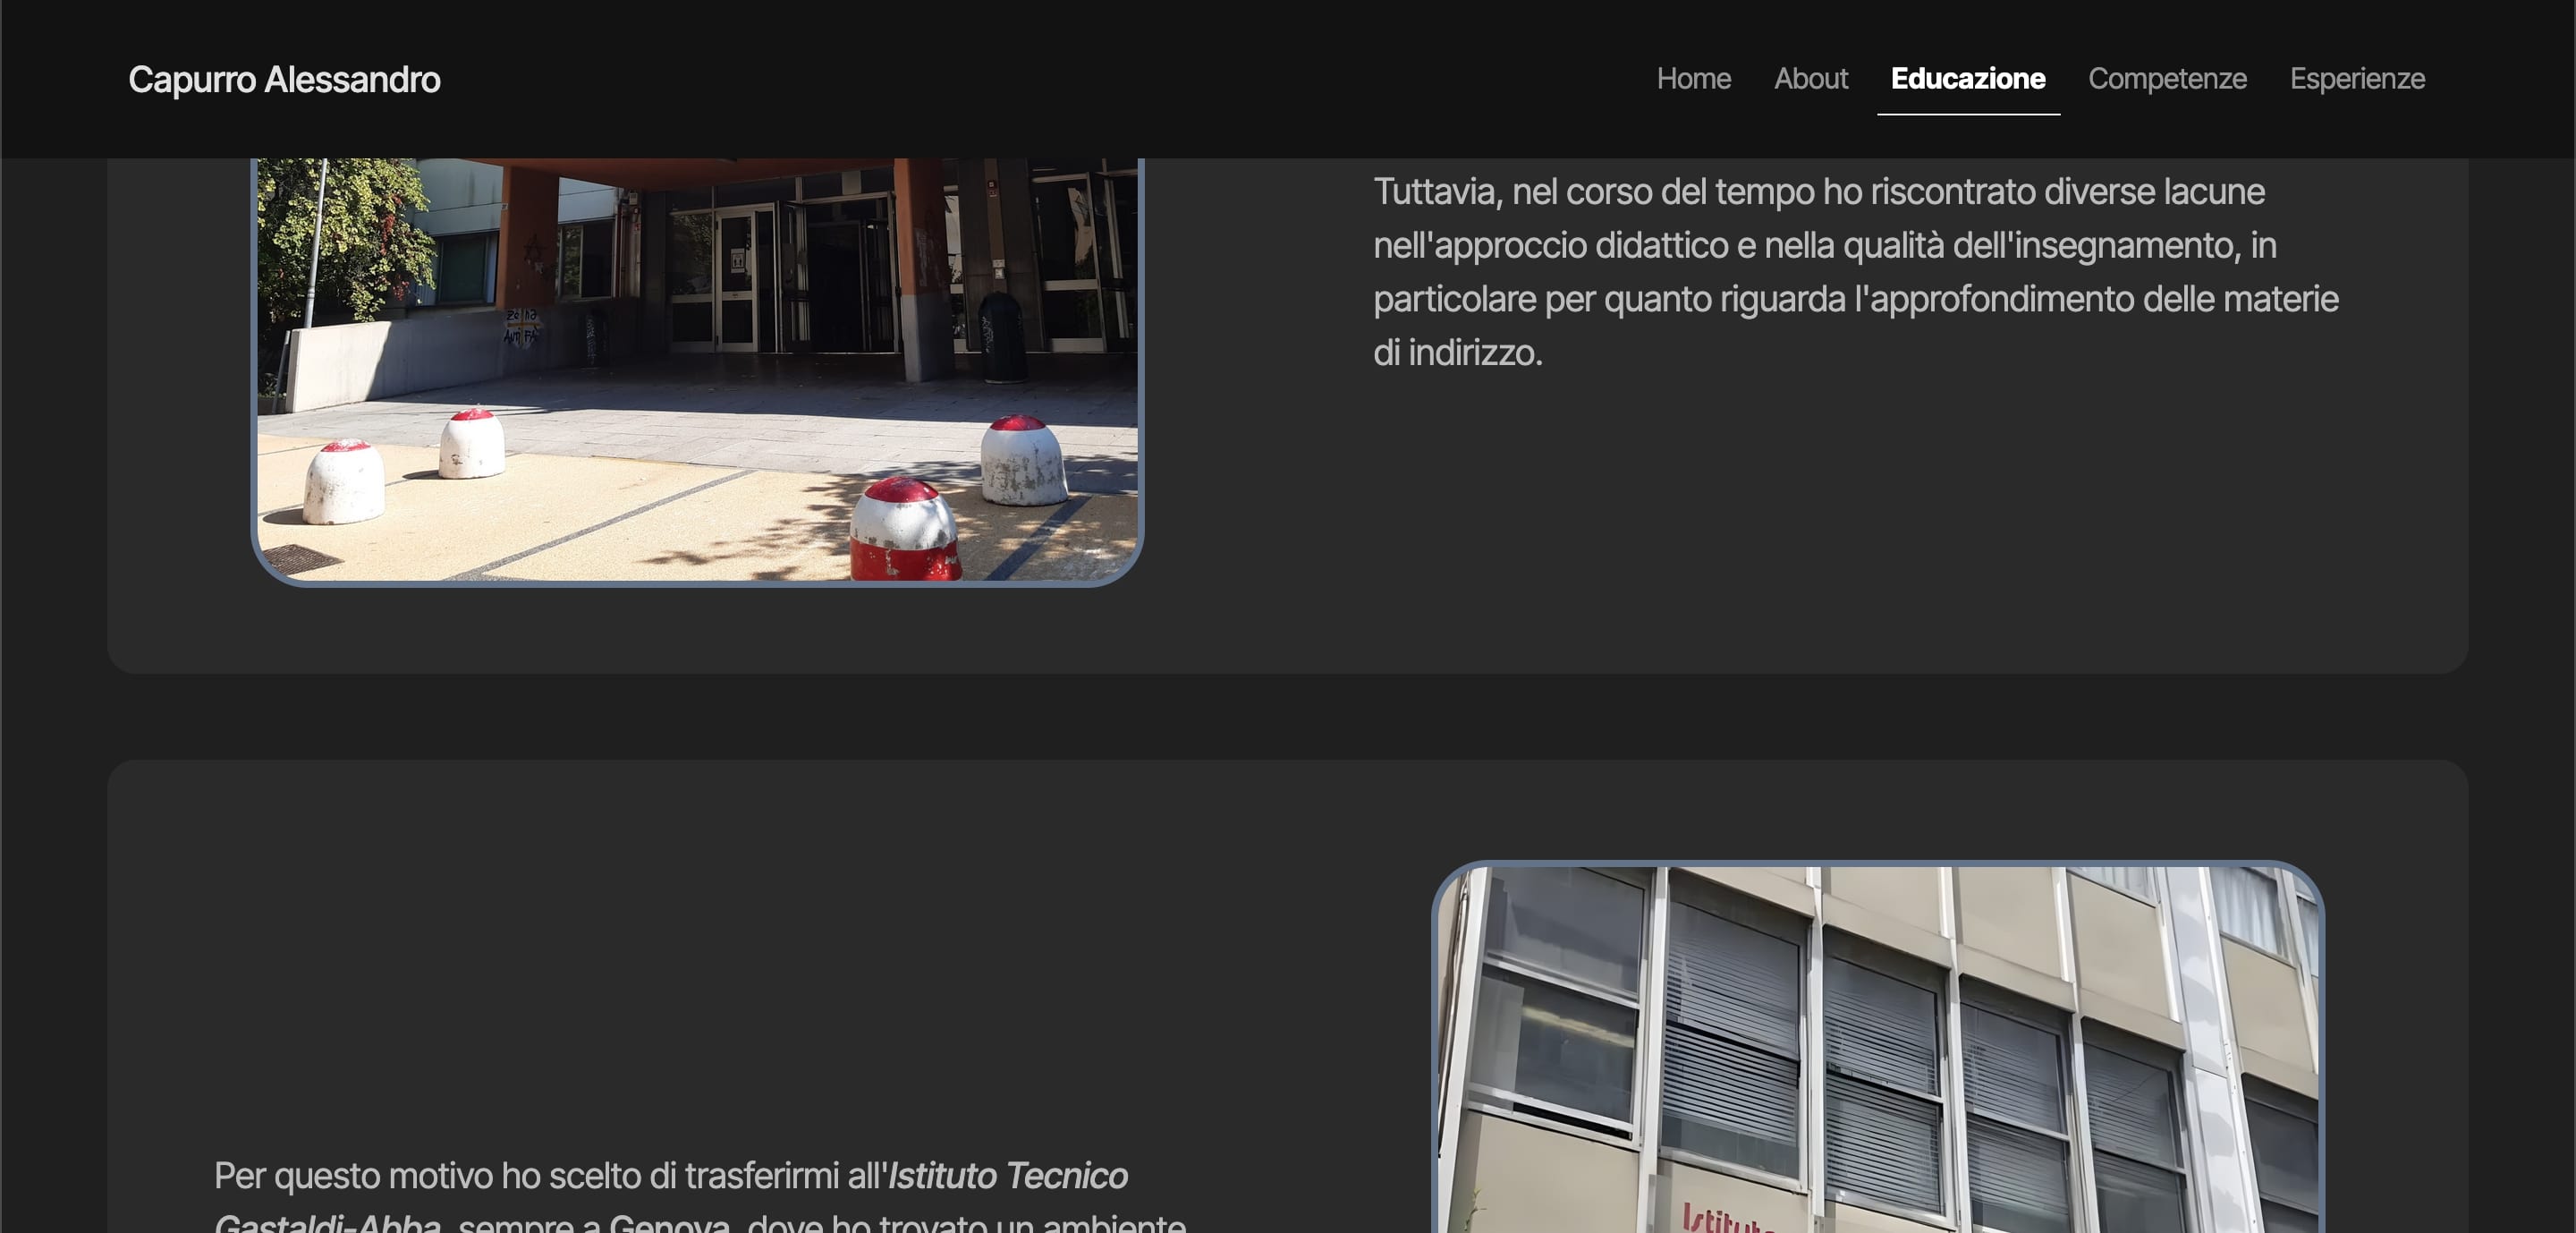 Capurro Alessandro
Home About Educazione Competenze Esperienze
Tuttavia, nel corso del tempo ho riscontrato diverse lacune
nell'approccio didattico e nella qualità dell'insegnamento, in
particolare per quanto riguarda l'approfondimento delle materie
di indirizzo.
Per questo motivo ho scelto di trasferirmi all'Istituto Tecnico
Gastaldi-Abba, sempre a Genova, dove ho trovato un ambiente
Istituto